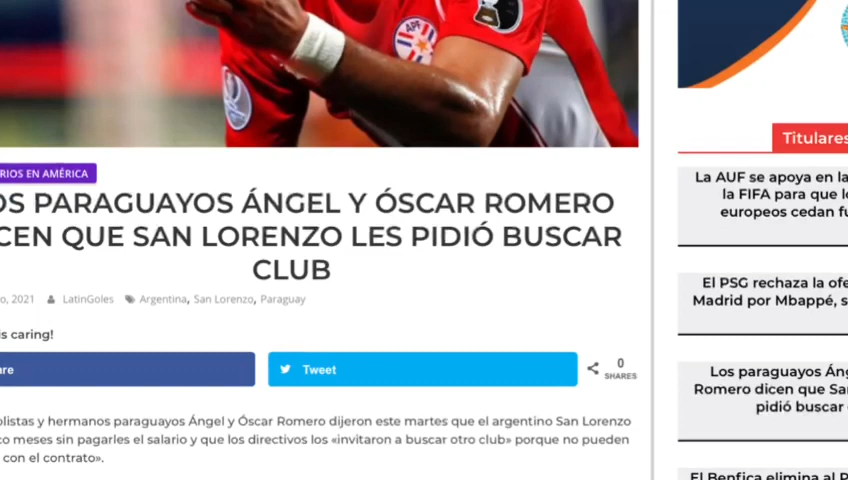 APF
RIOS EN AMÉRICA
OS PARAGUAYOS ÁNGEL Y ÓSCAR ROMERO
CEN QUE SAN LORENZO LES PIDIÓ BUSCAR
CLUB
o, 2021 LatinGoles Argentina, San Lorenzo, Paraguay
is caring!
are
Tweet
0
SHARES
olistas y hermanos paraguayos Ángel y Óscar Romero dijeron este martes que el argentino San Lorenzo
co meses sin pagarles el salario y que los directivos los «invitaron a buscar otro club» porque no pueden
con el contrato».
Titulares
La AUF se apoya en la
la FIFA para que lo
europeos cedan fu
El PSG rechaza la ofe
Madrid por Mbappé, s
Los paraguayos Áng
Romero dicen que Sa
pidió buscar
El Benfica elimina al P